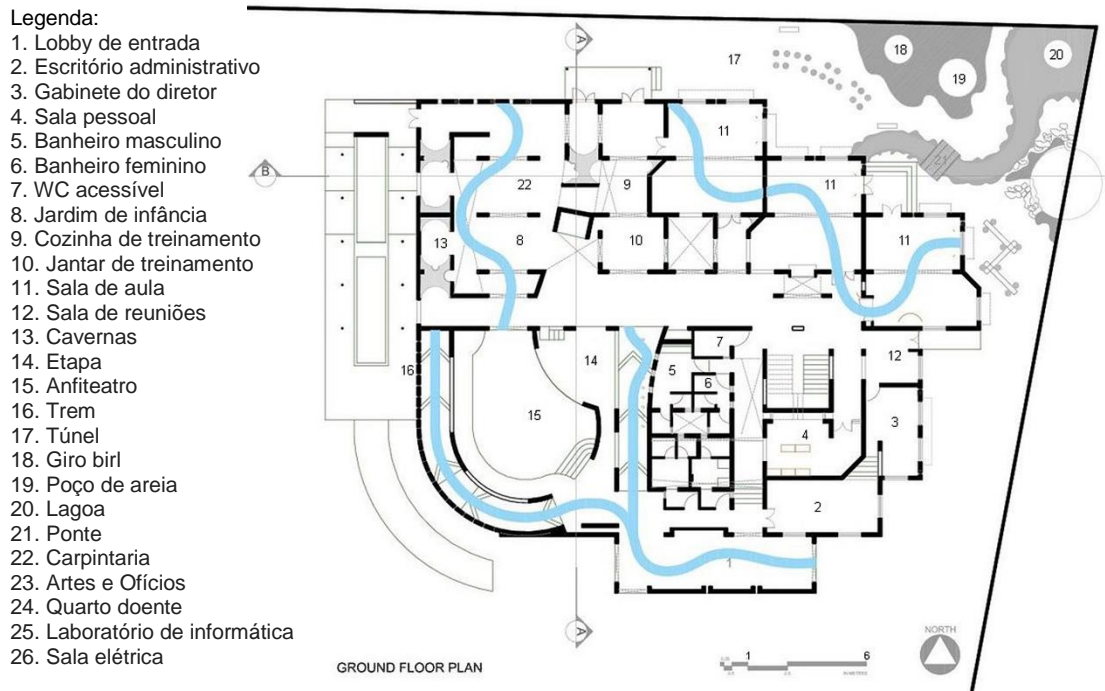 Legenda:
1. Lobby de entrada
2. Escritório administrativo
3. Gabinete do diretor
4. Sala pessoal
5. Banheiro masculino
6. Banheiro feminino
7. WC acessível
8. Jardim de infância
9. Cozinha de treinamento
10. Jantar de treinamento
11. Sala de aula
12. Sala de reuniões
13. Cavernas
14. Etapa
15. Anfiteatro
16. Trem
17. Túnel
18. Giro birl
19. Poço de areia
20. Lagoa
21. Ponte
22. Carpintaria
23. Artes e Ofícios
24. Quarto doente
25. Laboratório de informática
26. Sala elétrica
A
17
18
20
19
11
21
B
22
9
11
13
8
10
11
16
14
7
12
5
6
15
3
4
2
1
A
NORTH
GROUND FLOOR PLAN
1 6